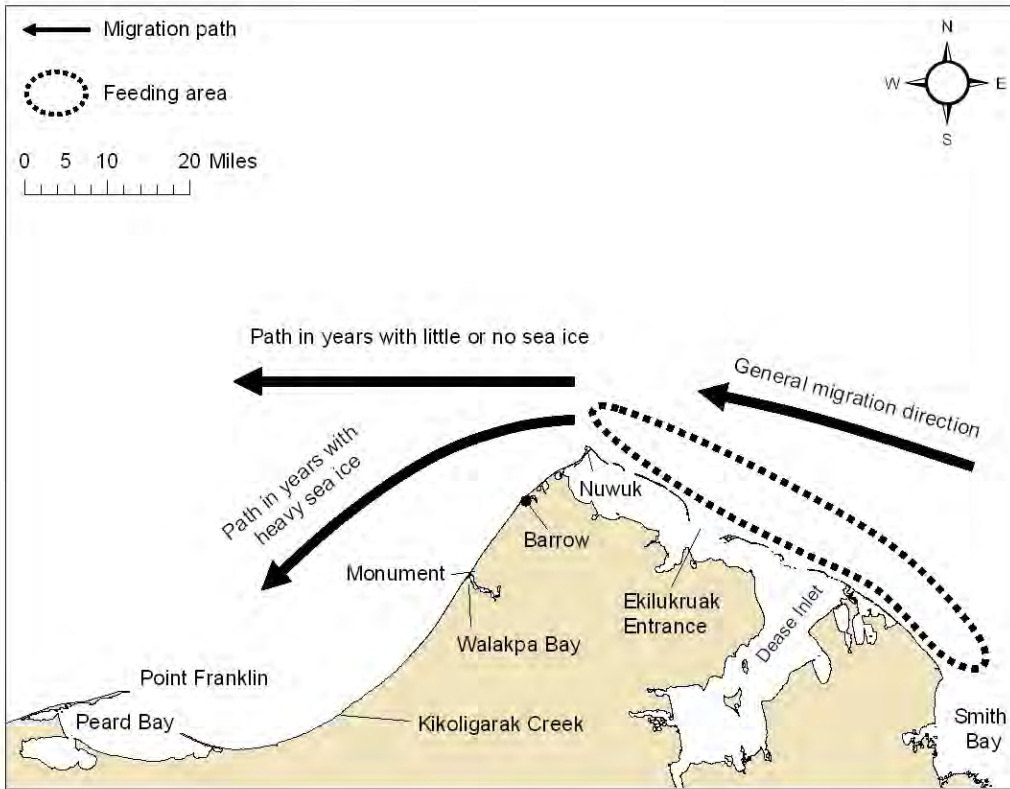 Migration path
Feeding area
0 5 10 20 Miles
N
W E
S
Path in years with little or no sea ice
General migration direction
Path in years with
heavy sea ice
Nuwuk
Barrow
Monument
Ekilukruak
Entrance
Dease Inlet
Walakpa Bay
Point Franklin
Peard Bay
Kikoligarak Creek
Smith
Bay